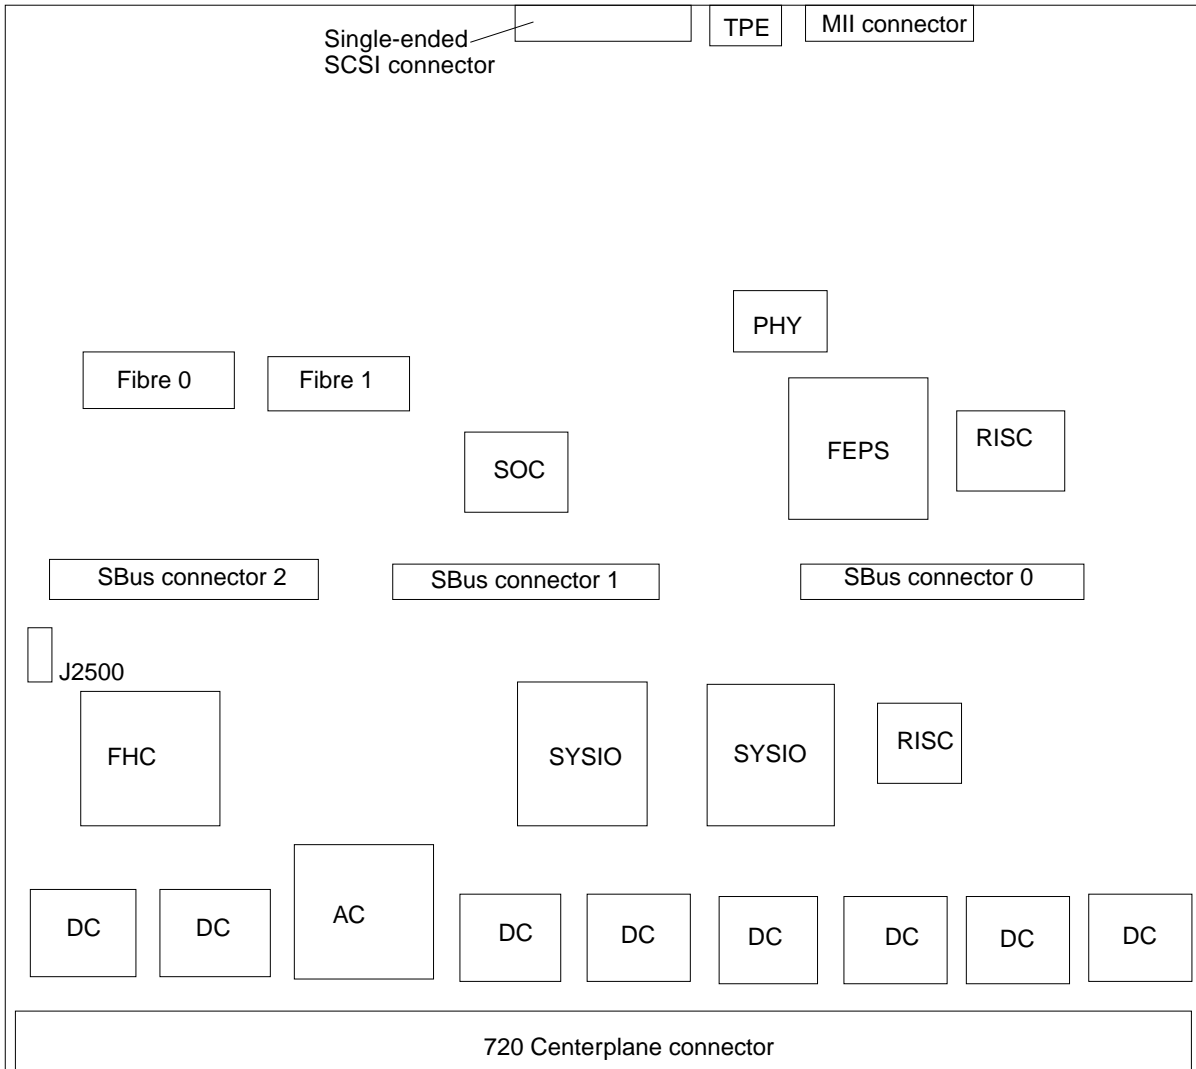 Single-ended
SCSI connector
TPE
MII connector
PHY
Fibre 0
Fibre 1
SOC
FEPS
RISC
SBus connector 2
SBus connector 1
SBus connector 0
J2500
FHC
SYSIO
SYSIO
RISC
DC
DC
AC
DC
DC
DC
DC
DC
DC
720 Centerplane connector